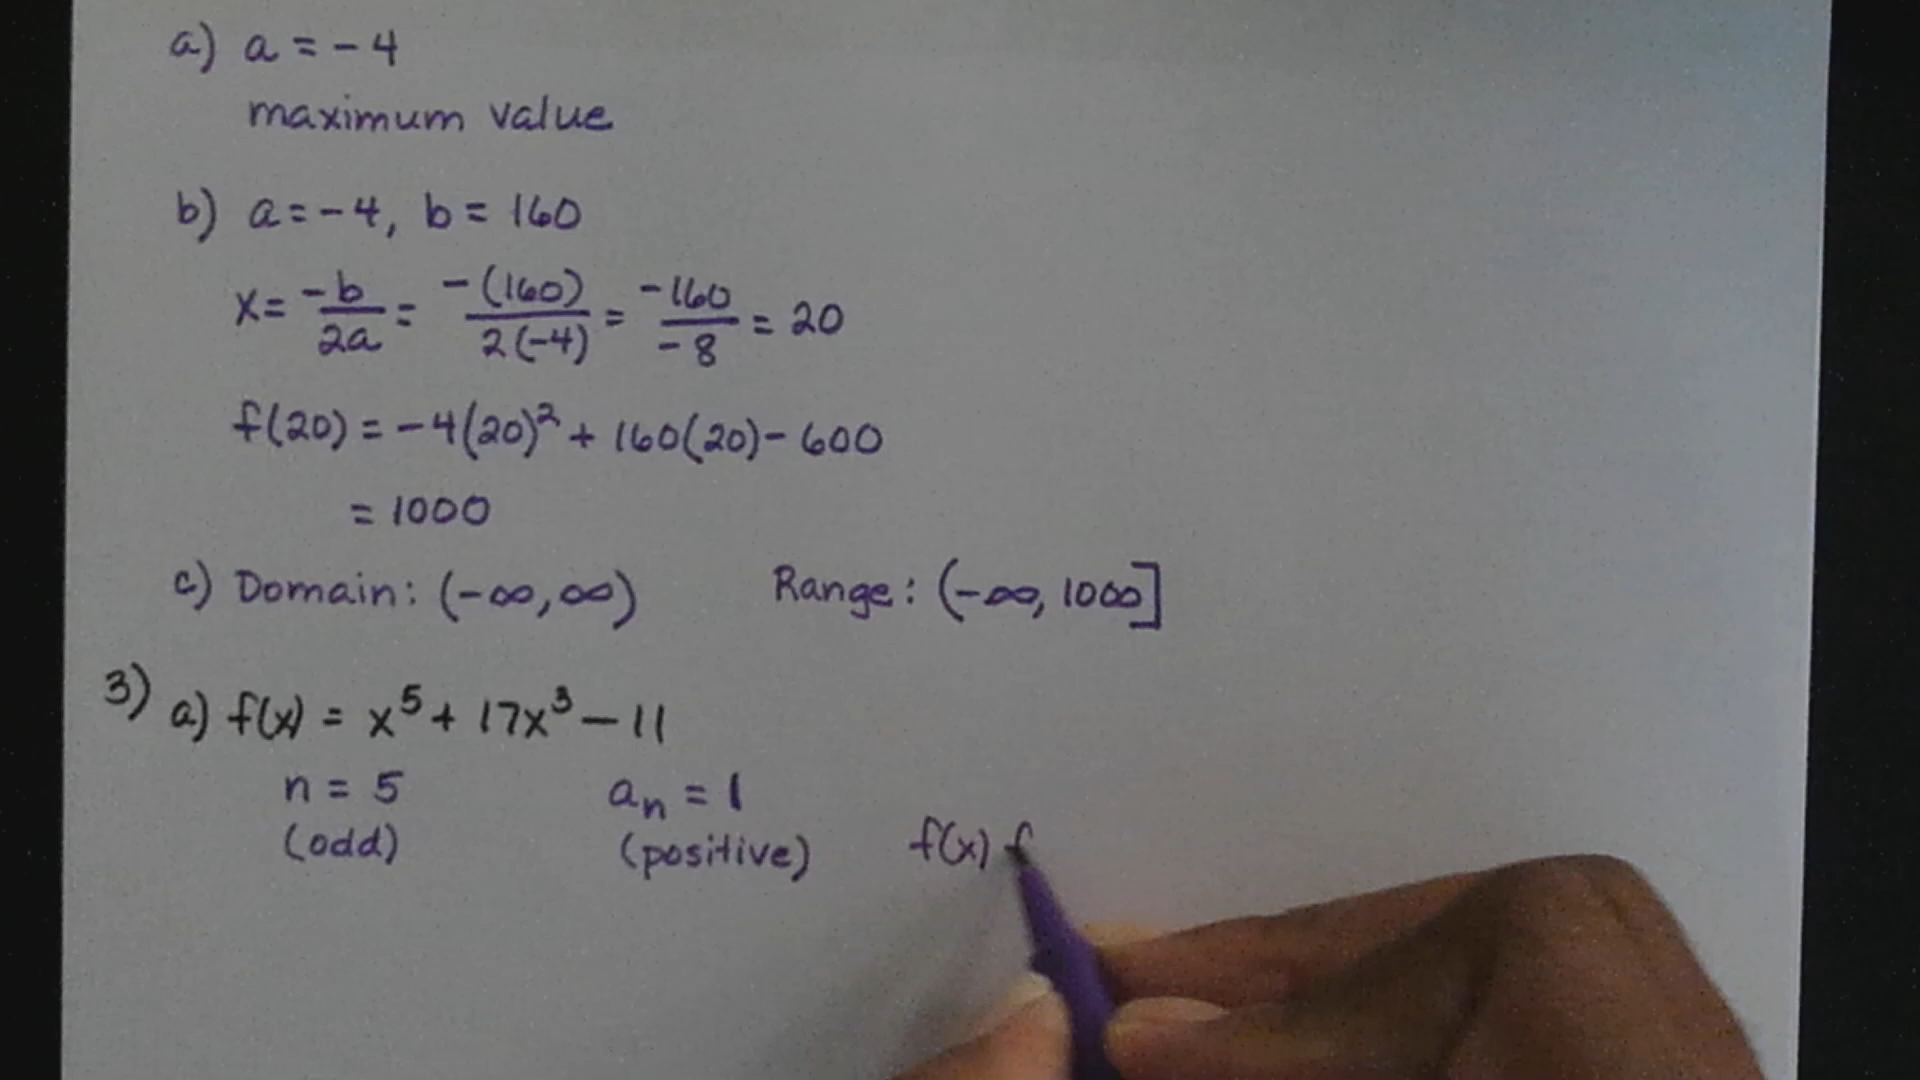 a) a = -4
maximum value
b) a = -4, b = 160
x = -b/2a = -(160)/2(-4) = -160/-8 = 20
f(20) = -4(20)² + 160(20) - 600
= 1000
c) Domain: (-∞, ∞) Range: (-∞, 1000]
3) a) f(x) = x⁵ + 17x³ - 11
n = 5 aₙ = 1
(odd) (positive) f(x) f